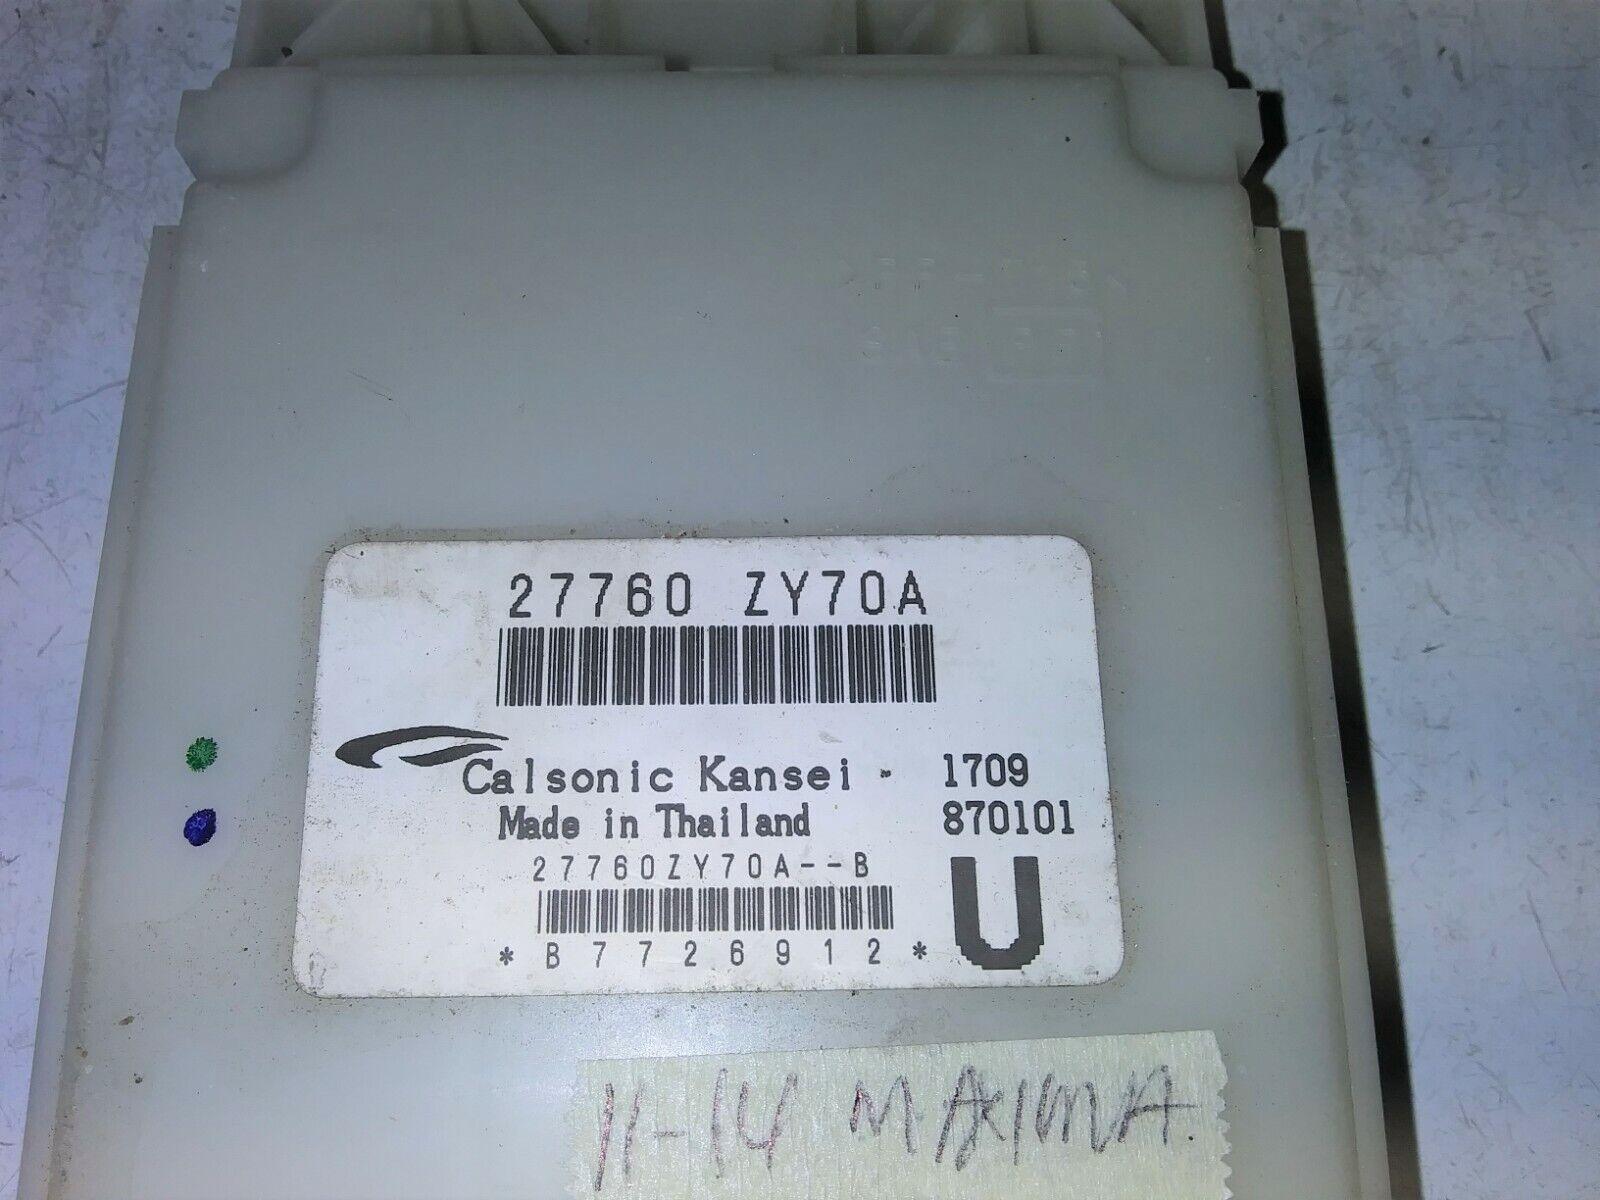 27760 ZY70A
Calsonic Kansei - 1709
Made in Thailand 870101
27760ZY70A--B
U
*B7726912*
11-14 MAXIMA